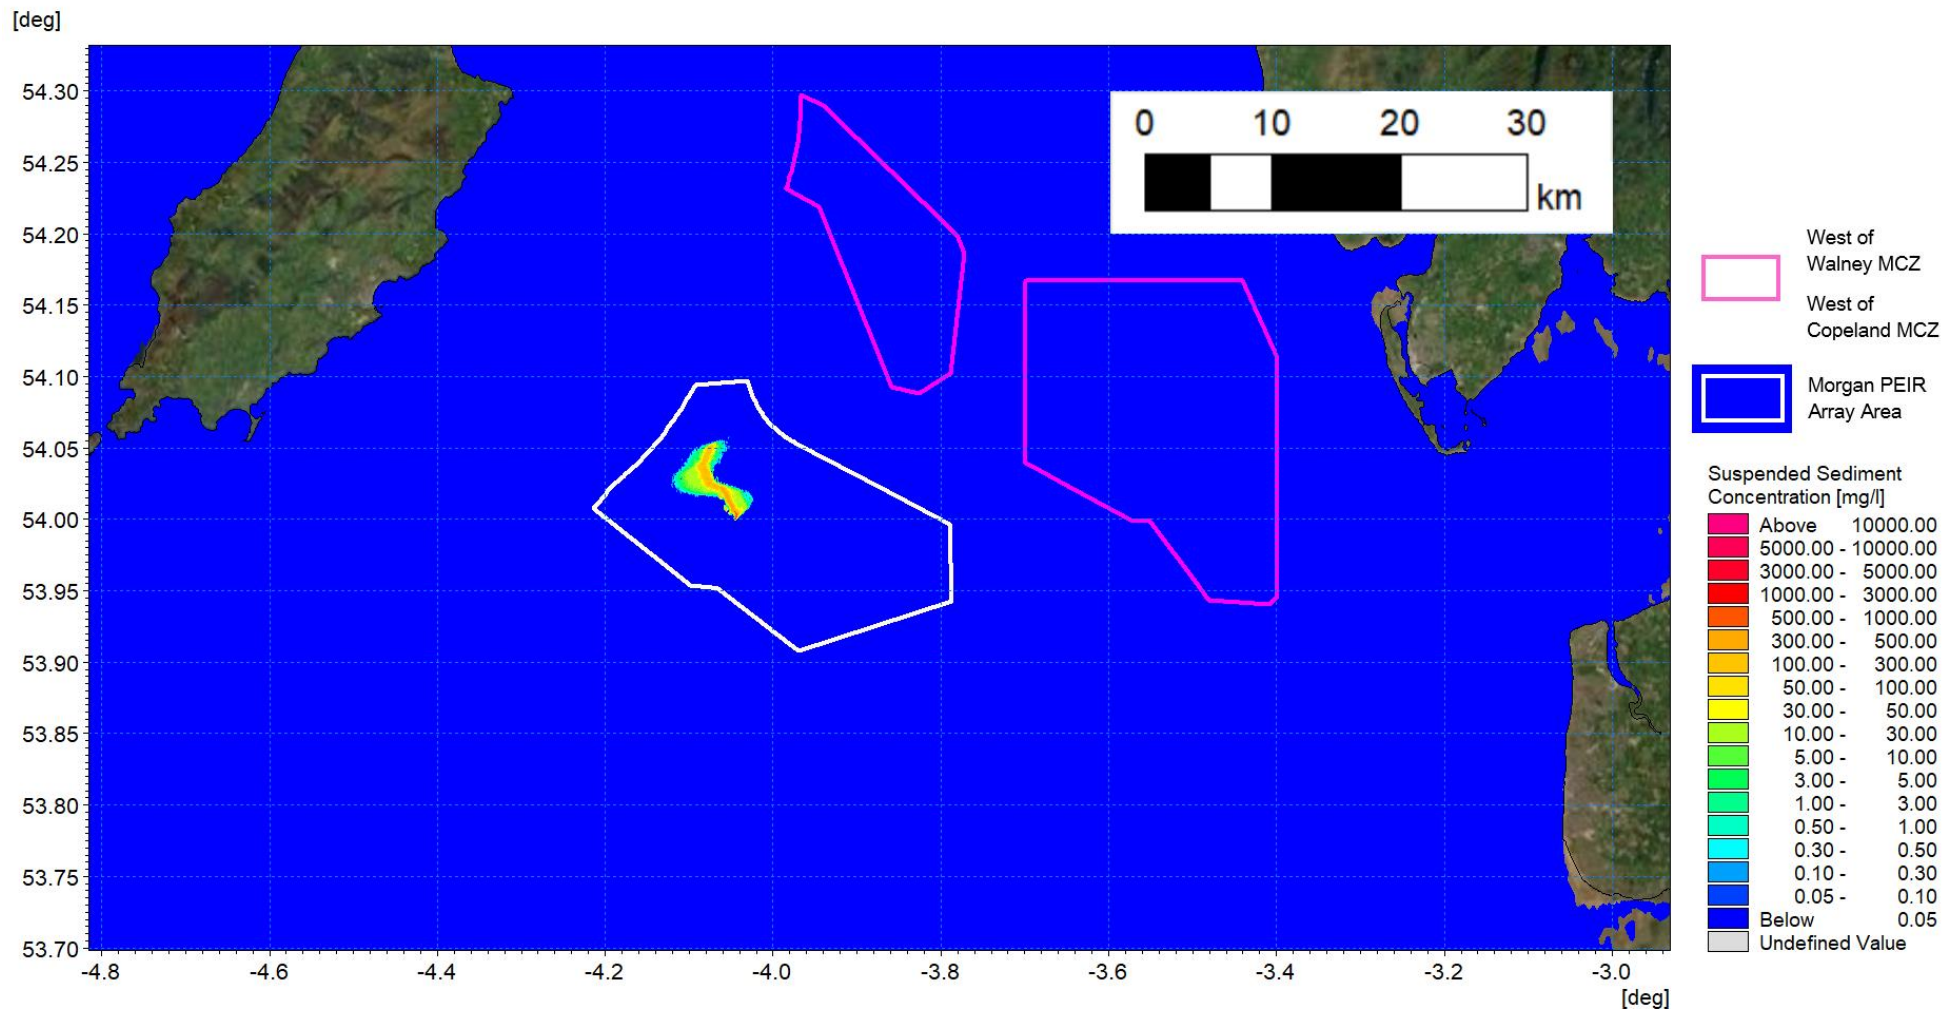 [deg]
54.30
54.25
54.20
54.15
54.10
54.05
54.00
53.95
53.90
53.85
53.80
53.75
53.70
-4.8 -4.6 -4.4 -4.2 -4.0 -3.8 -3.6 -3.4 -3.2 -3.0
[deg]
0 10 20 30
km
West of
Walney MCZ
West of
Copeland MCZ
Morgan PEIR
Array Area
Suspended Sediment
Concentration [mg/l]
Above 10000.00
5000.00 - 10000.00
3000.00 - 5000.00
1000.00 - 3000.00
500.00 - 1000.00
300.00 - 500.00
100.00 - 300.00
50.00 - 100.00
30.00 - 50.00
10.00 - 30.00
5.00 - 10.00
3.00 - 5.00
1.00 - 3.00
0.50 - 1.00
0.30 - 0.50
0.10 - 0.30
0.05 - 0.10
Below 0.05
Undefined Value